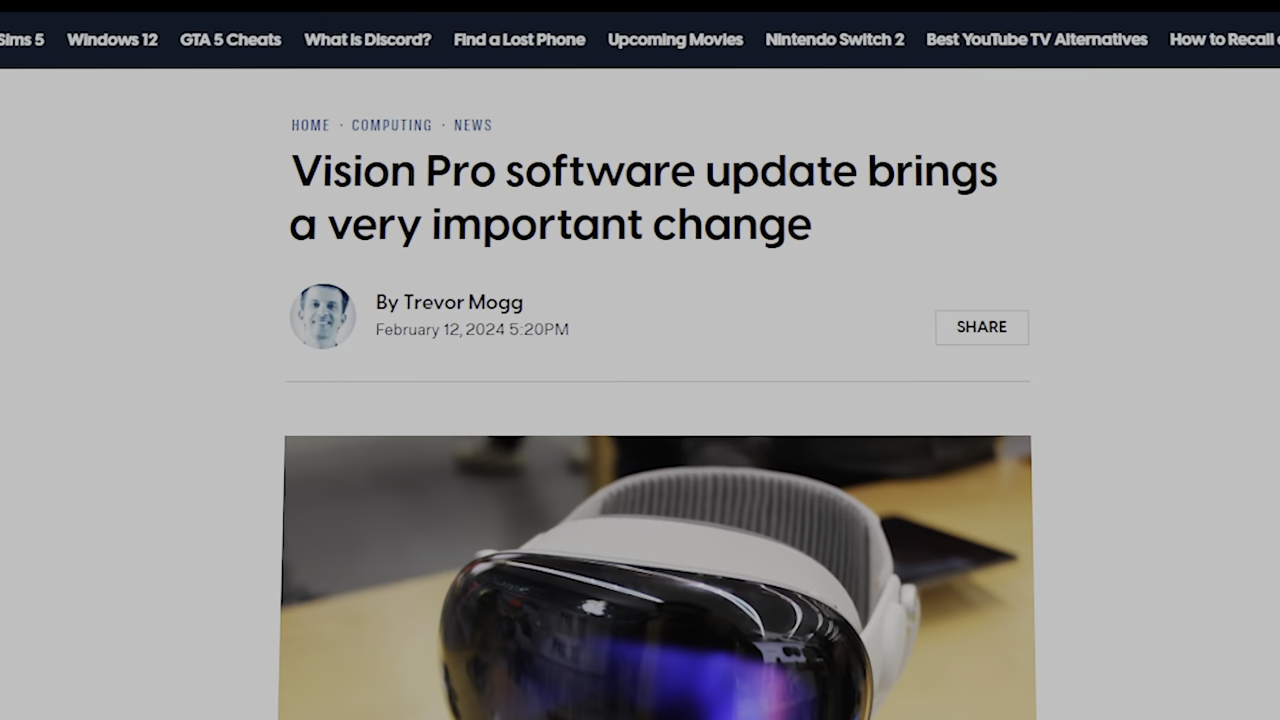 Sims 5 Windows 12 GTA 5 Cheats What is Discord? Find a Lost Phone Upcoming Movies Nintendo Switch 2 Best YouTube TV Alternatives How to Recall
HOME · COMPUTING · NEWS
Vision Pro software update brings
a very important change
By Trevor Mogg
February 12, 2024 5:20PM
SHARE